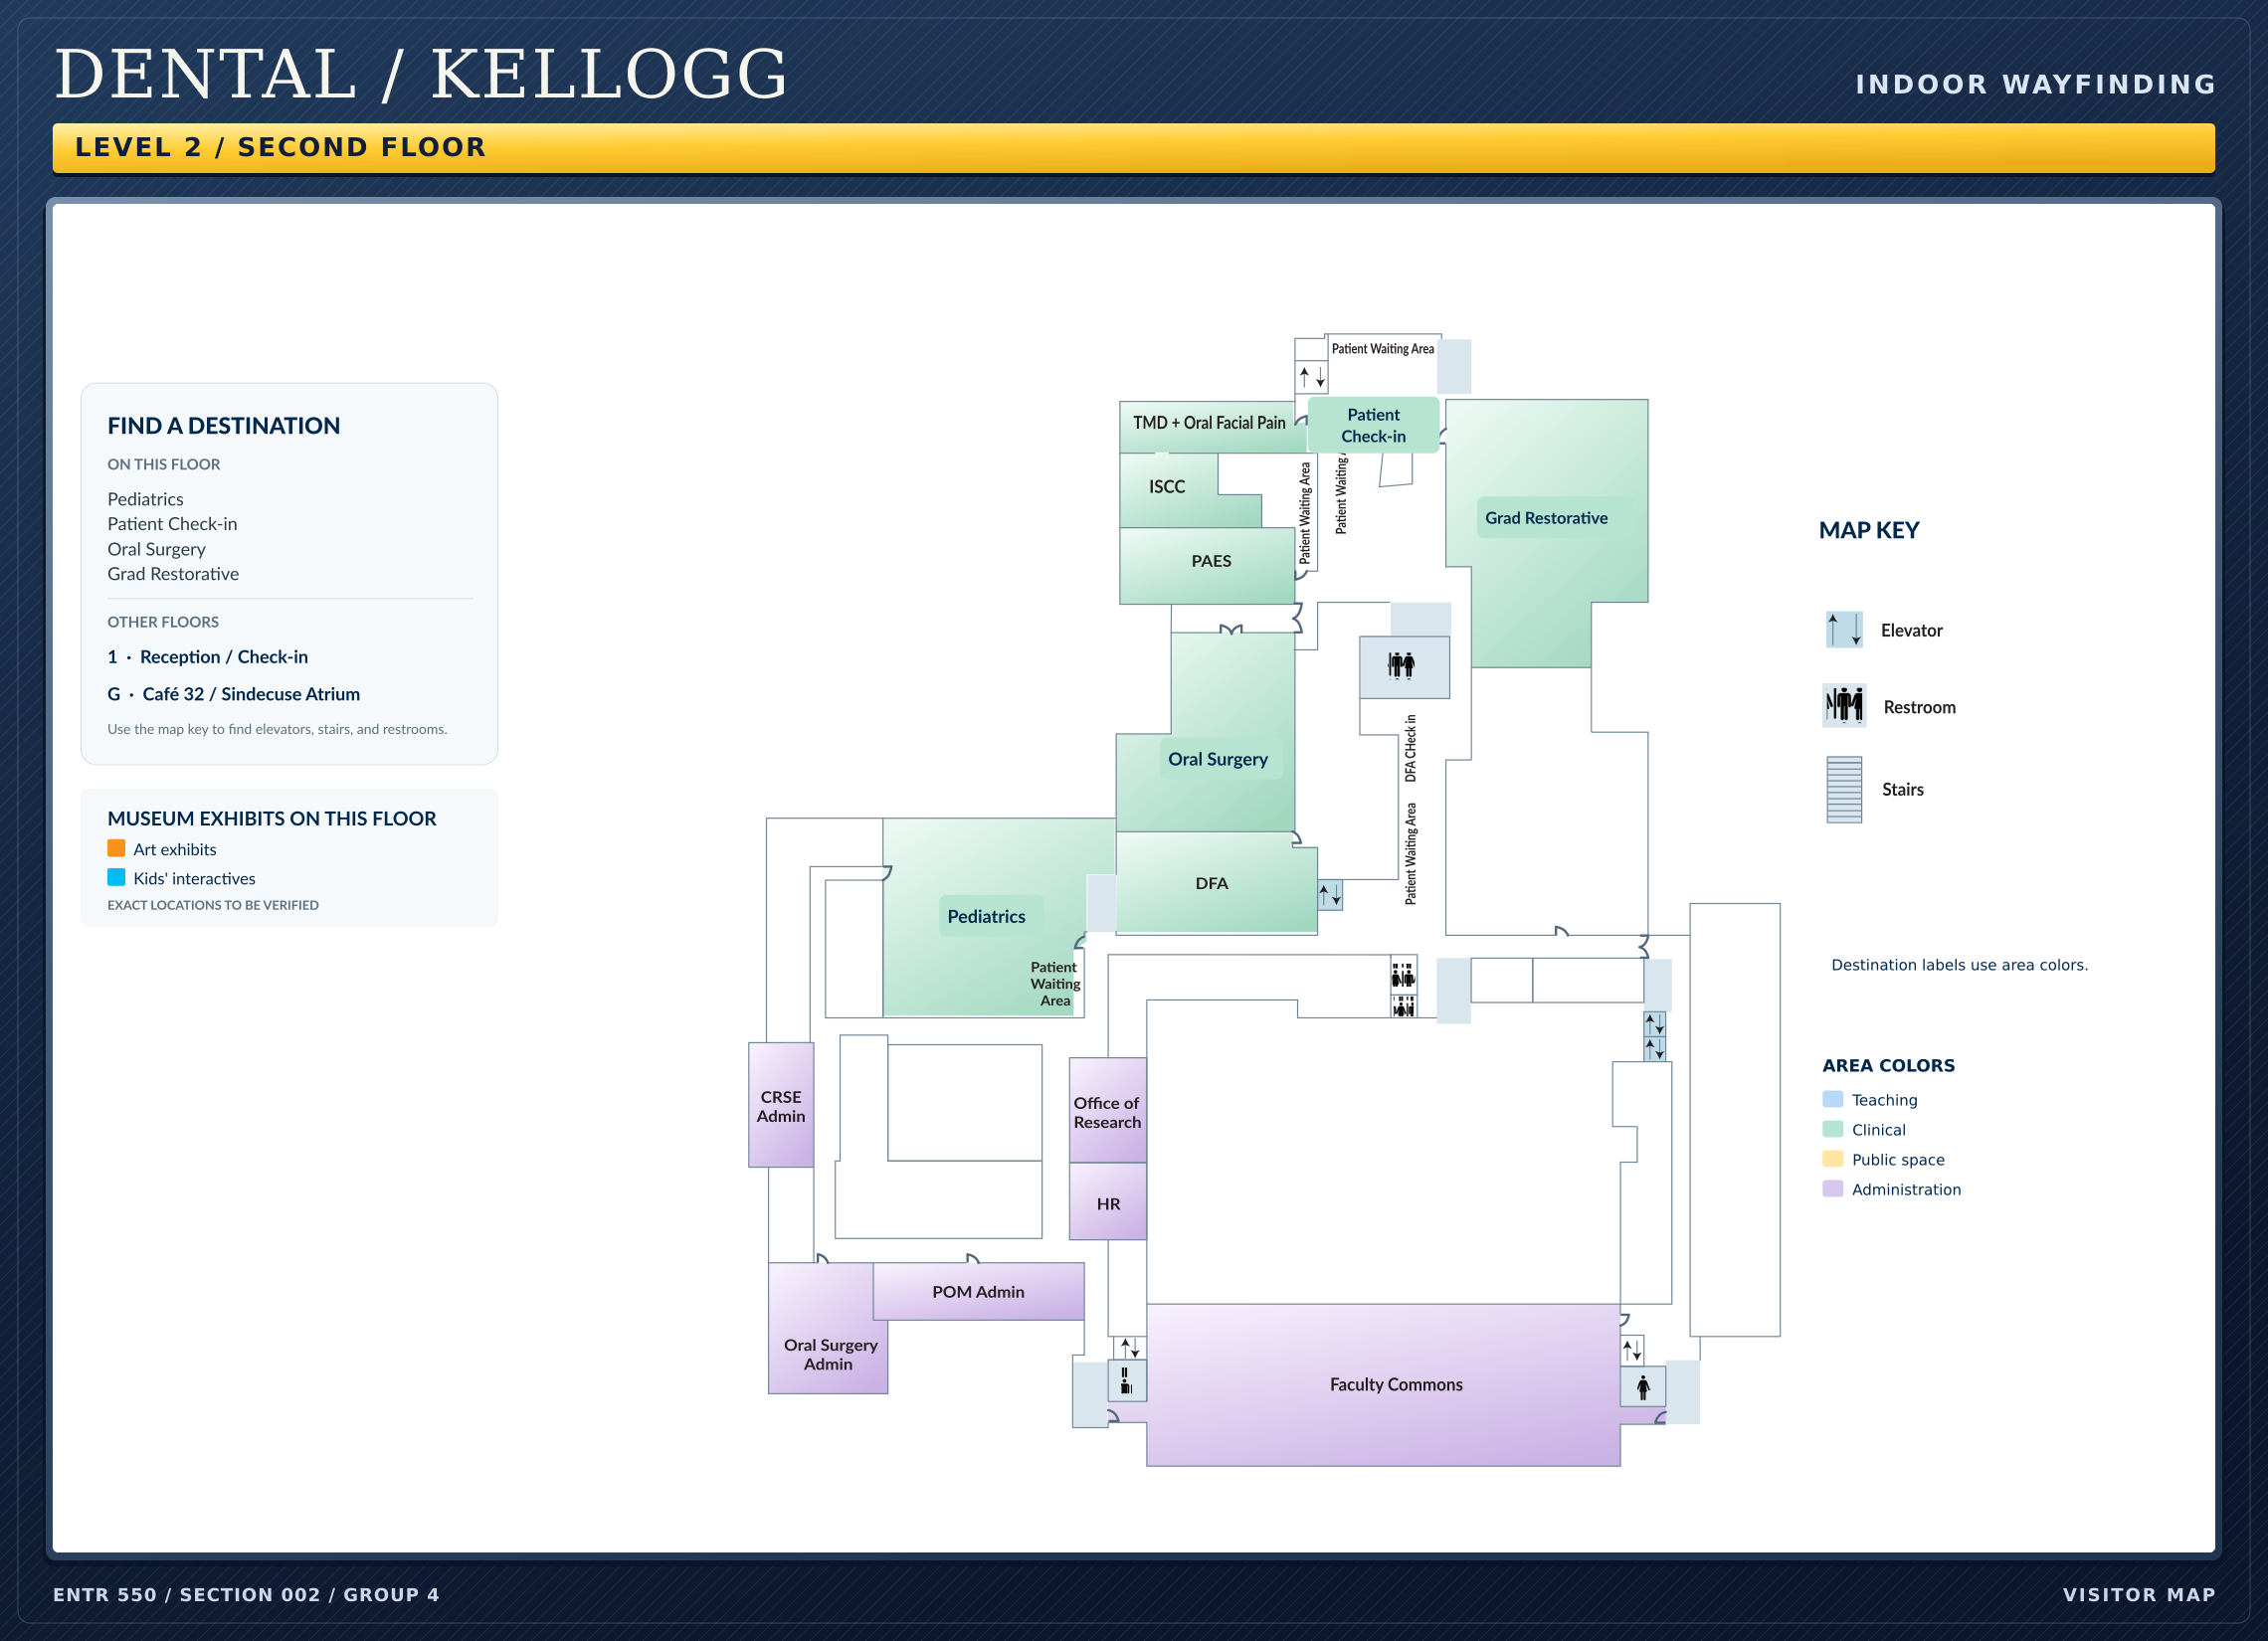 DENTAL / KELLOGG
INDOOR WAYFINDING
LEVEL 2 / SECOND FLOOR
FIND A DESTINATION
ON THIS FLOOR
Pediatrics
Patient Check-in
Oral Surgery
Grad Restorative
OTHER FLOORS
1 · Reception / Check-in
G · Café 32 / Sindecuse Atrium
Use the map key to find elevators, stairs, and restrooms.
MUSEUM EXHIBITS ON THIS FLOOR
Art exhibits
Kids' interactives
EXACT LOCATIONS TO BE VERIFIED
Patient Waiting Area
TMD + Oral Facial Pain
Patient
Check-in
ISCC
Patient Waiting Area
Patient Waiting
PAES
Grad Restorative
Oral Surgery
DFA CHeck in
Patient Waiting Area
DFA
Pediatrics
Patient
Waiting
Area
CRSE
Admin
Office of
Research
HR
POM Admin
Oral Surgery
Admin
Faculty Commons
MAP KEY
Elevator
Restroom
Stairs
Destination labels use area colors.
AREA COLORS
Teaching
Clinical
Public space
Administration
ENTR 550 / SECTION 002 / GROUP 4
VISITOR MAP